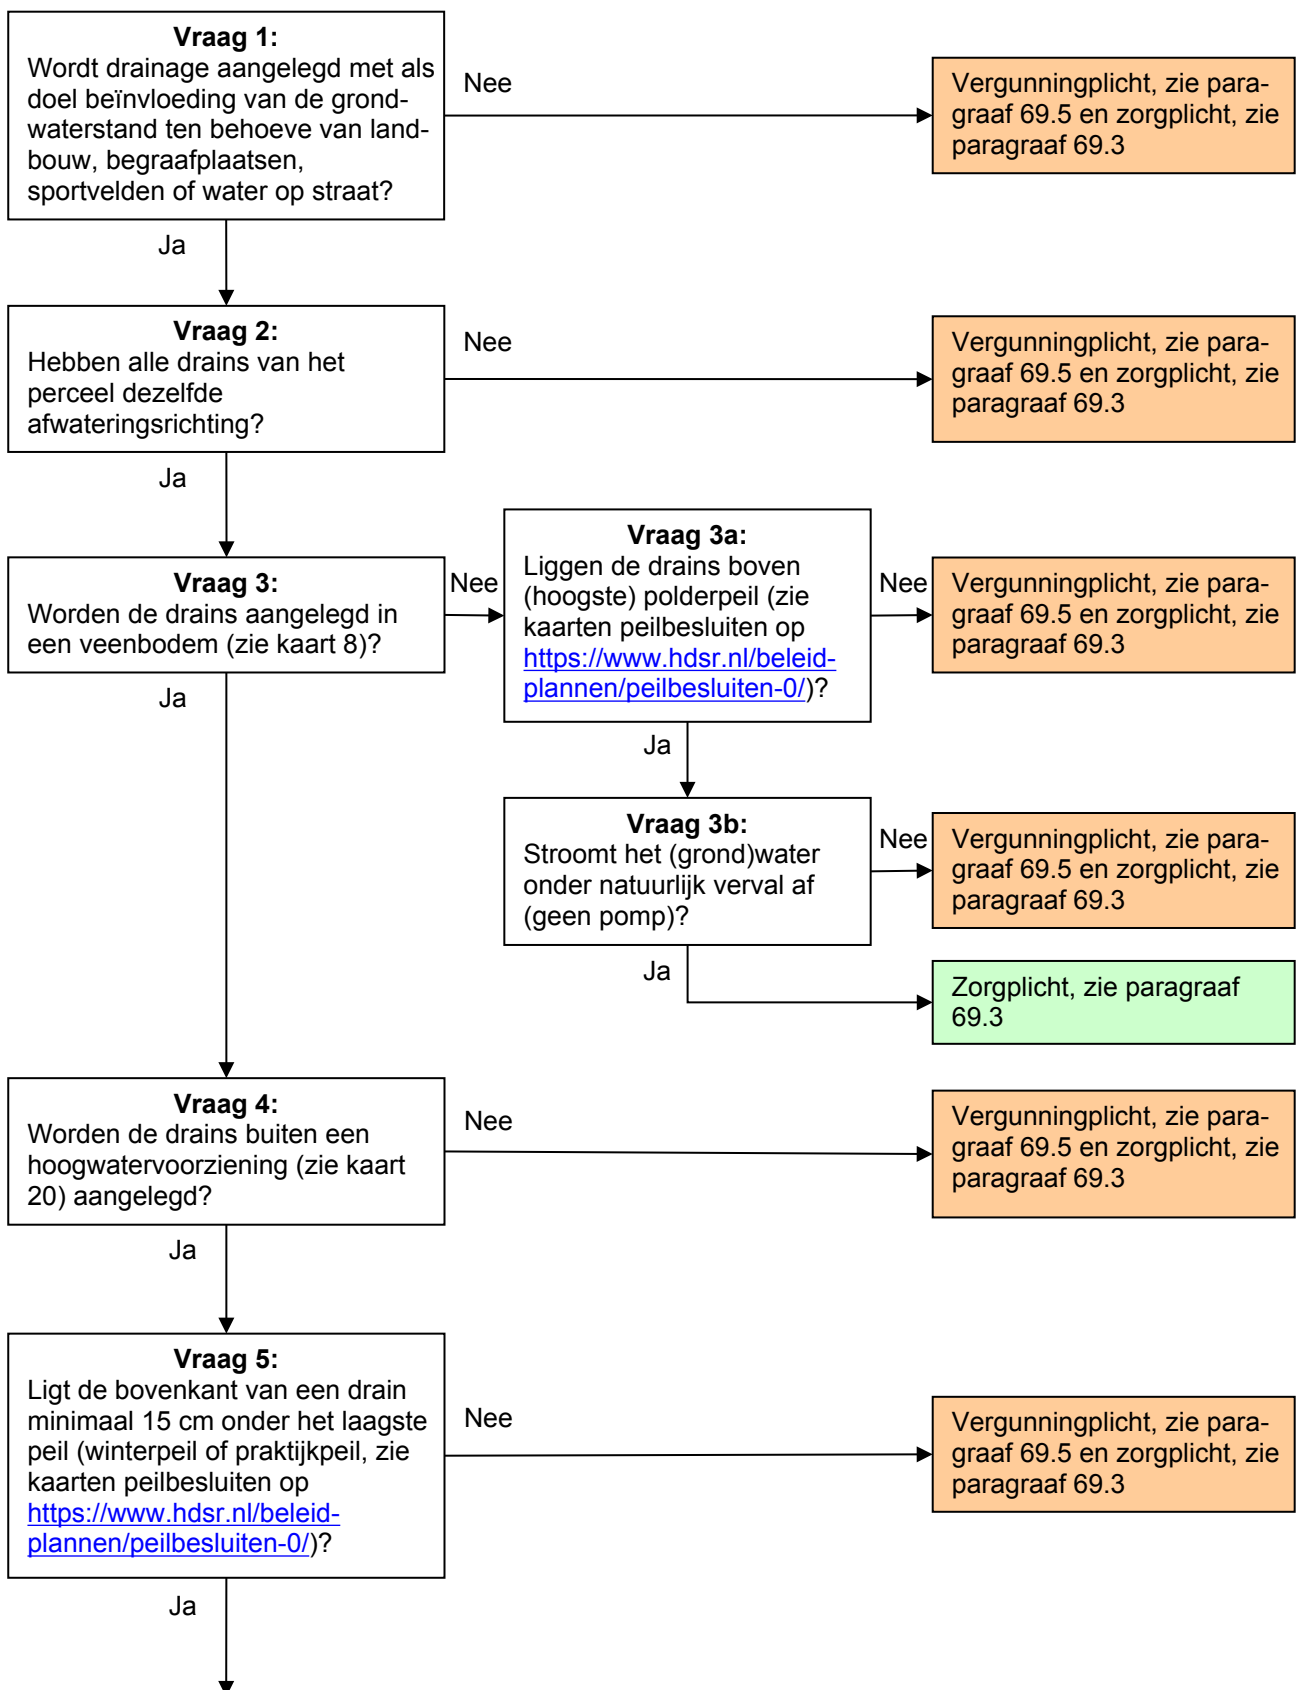 Vraag 1:
Wordt drainage aangelegd met als
doel beïnvloeding van de grond-
waterstand ten behoeve van land-
bouw, begraafplaatsen,
sportvelden of water op straat?
Nee
Vergunningplicht, zie para-
graaf 69.5 en zorgplicht, zie
paragraaf 69.3
Ja
Vraag 2:
Hebben alle drains van het
perceel dezelfde
afwateringsrichting?
Nee
Vergunningplicht, zie para-
graaf 69.5 en zorgplicht, zie
paragraaf 69.3
Ja
Vraag 3:
Worden de drains aangelegd in
een veenbodem (zie kaart 8)?
Nee
Vraag 3a:
Liggen de drains boven
(hoogste) polderpeil (zie
kaarten peilbesluiten op
https://www.hdsr.nl/beleid-
plannen/peilbesluiten-0/)?
Nee
Vergunningplicht, zie para-
graaf 69.5 en zorgplicht, zie
paragraaf 69.3
Ja
Ja
Vraag 3b:
Stroomt het (grond)water
onder natuurlijk verval af
(geen pomp)?
Nee
Vergunningplicht, zie para-
graaf 69.5 en zorgplicht, zie
paragraaf 69.3
Ja
Zorgplicht, zie paragraaf
69.3
Vraag 4:
Worden de drains buiten een
hoogwatervoorziening (zie kaart
20) aangelegd?
Nee
Vergunningplicht, zie para-
graaf 69.5 en zorgplicht, zie
paragraaf 69.3
Ja
Vraag 5:
Ligt de bovenkant van een drain
minimaal 15 cm onder het laagste
peil (winterpeil of praktijkpeil, zie
kaarten peilbesluiten op
https://www.hdsr.nl/beleid-
plannen/peilbesluiten-0/)?
Nee
Vergunningplicht, zie para-
graaf 69.5 en zorgplicht, zie
paragraaf 69.3
Ja